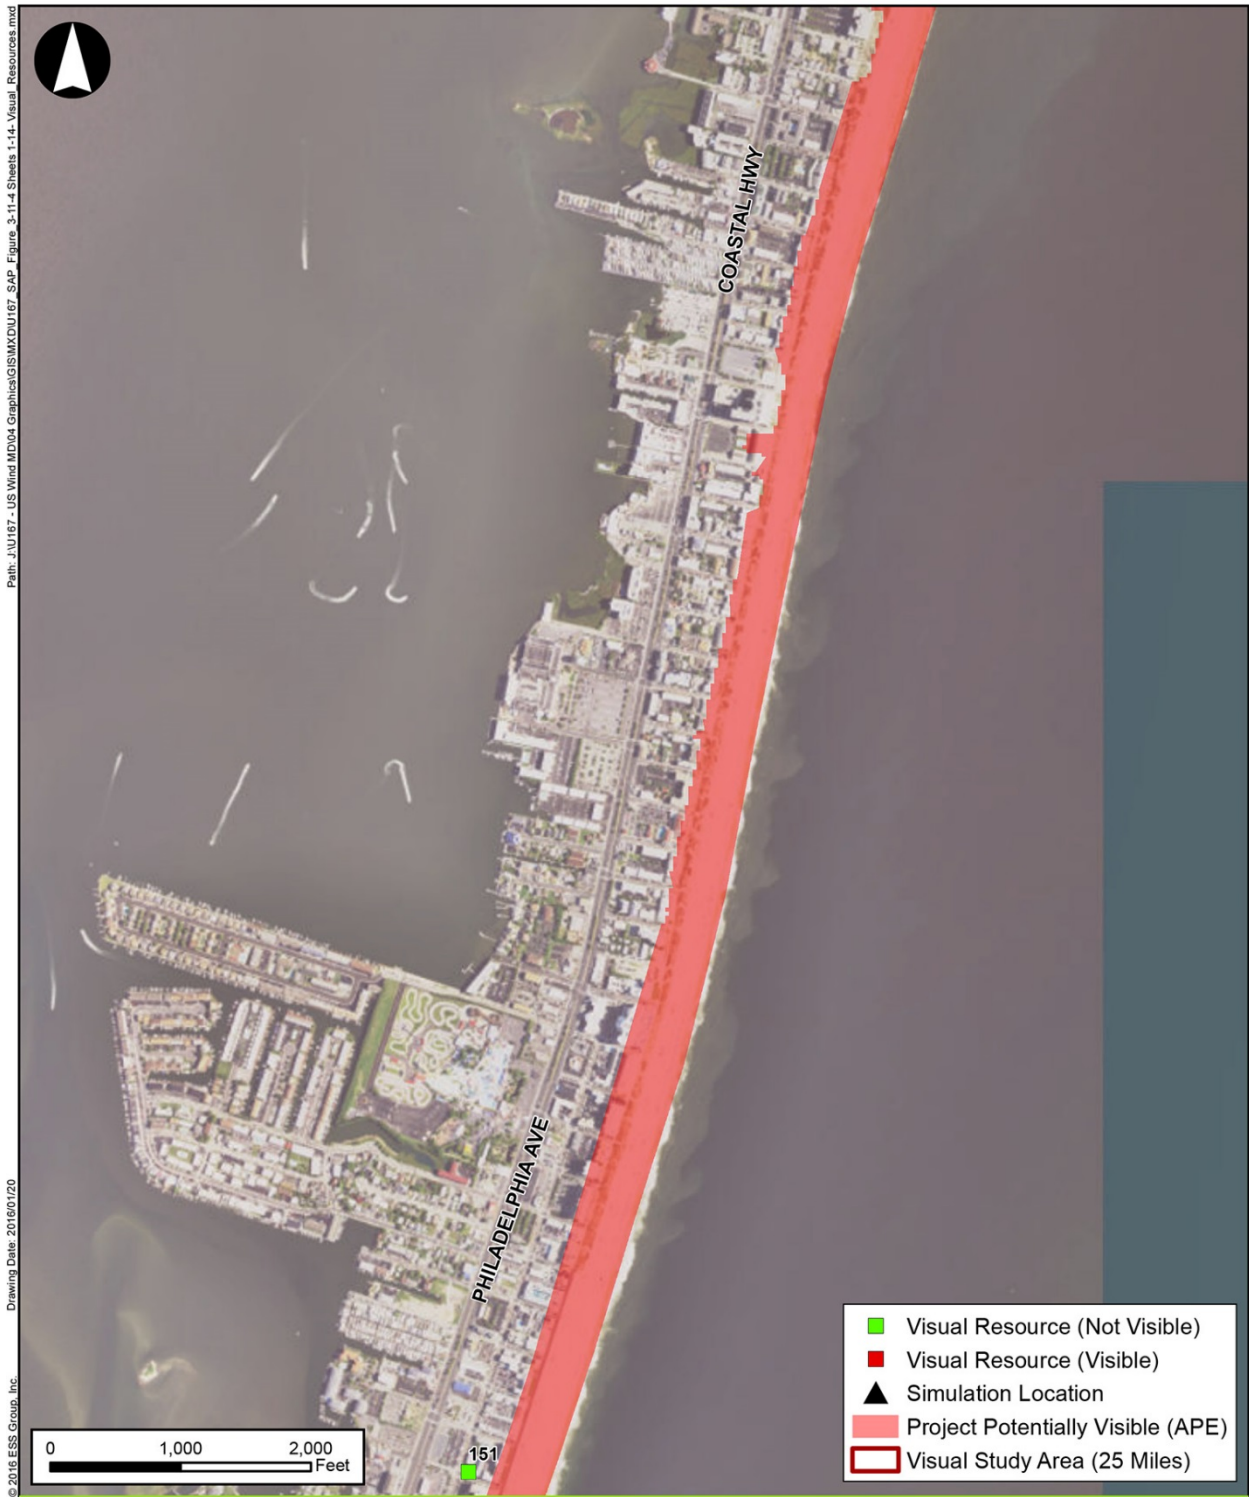 Path: J:\U167 - US Wind MD\04 Graphics\GIS\MXD\U167_SAP_Figure_3-11-4 Sheets 1-14- Visual_Resources.mxd
Drawing Date: 2016/01/20
© 2016 ESS Group, Inc.
COASTAL HWY
PHILADELPHIA AVE
151
0 1,000 2,000
Feet
Visual Resource (Not Visible)
Visual Resource (Visible)
Simulation Location
Project Potentially Visible (APE)
Visual Study Area (25 Miles)